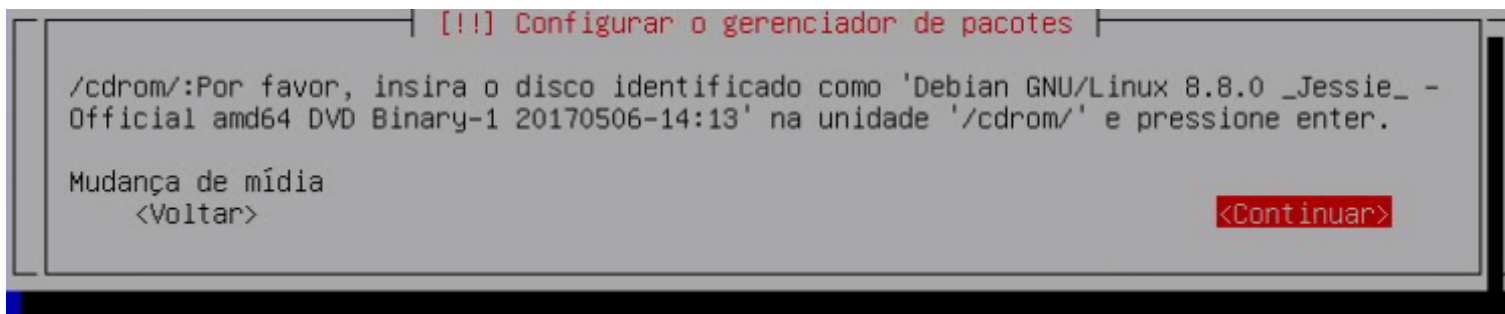 [!!] Configurar o gerenciador de pacotes
/cdrom/:Por favor, insira o disco identificado como 'Debian GNU/Linux 8.8.0 _Jessie_ -
Official amd64 DVD Binary-1 20170506-14:13' na unidade '/cdrom/' e pressione enter.
Mudança de mídia
<Voltar> <Continuar>